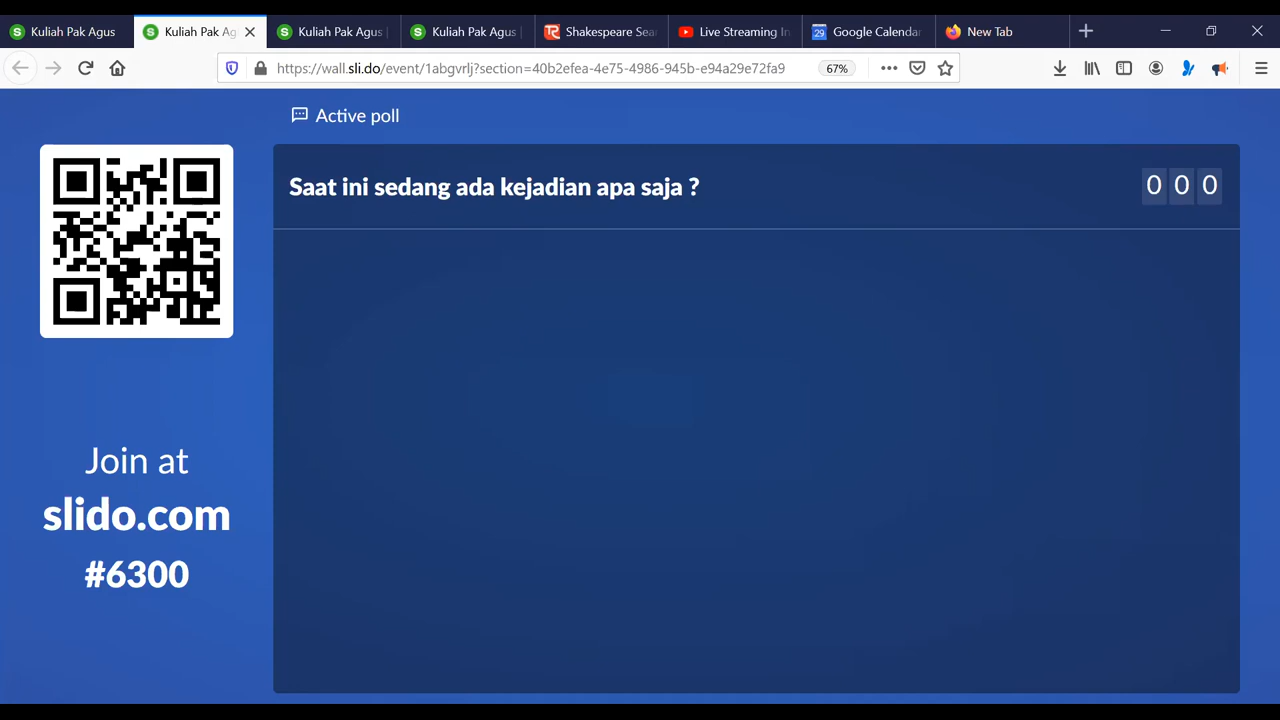 Kuliah Pak Agus
Kuliah Pak Ag
Kuliah Pak Agus
Kuliah Pak Agus
Shakespeare Sea
Live Streaming In
Google Calenda
New Tab
https://wall.sli.do/event/1abgvrlj?section=40b2efea-4e75-4986-945b-e94a29e72fa9
67%
Active poll
Saat ini sedang ada kejadian apa saja ?
0 0 0
Join at
slido.com
#6300